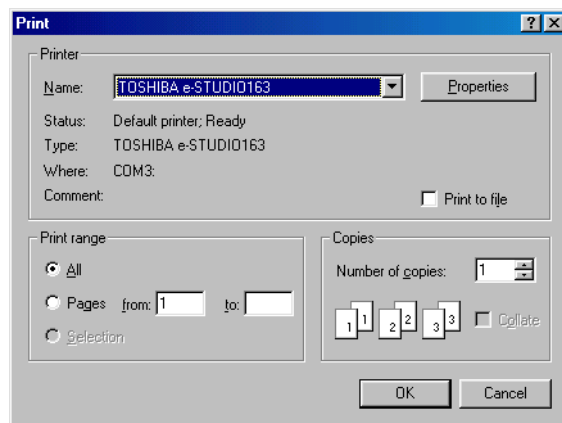 Print
Printer
Name: TOSHIBA e-STUDIO163 Properties
Status: Default printer; Ready
Type: TOSHIBA e-STUDIO163
Where: COM3:
Comment: Print to file
Print range
All
Pages from: 1 to:
Selection
Copies
Number of copies: 1
1 1 2 2 3 3 Collate
OK Cancel